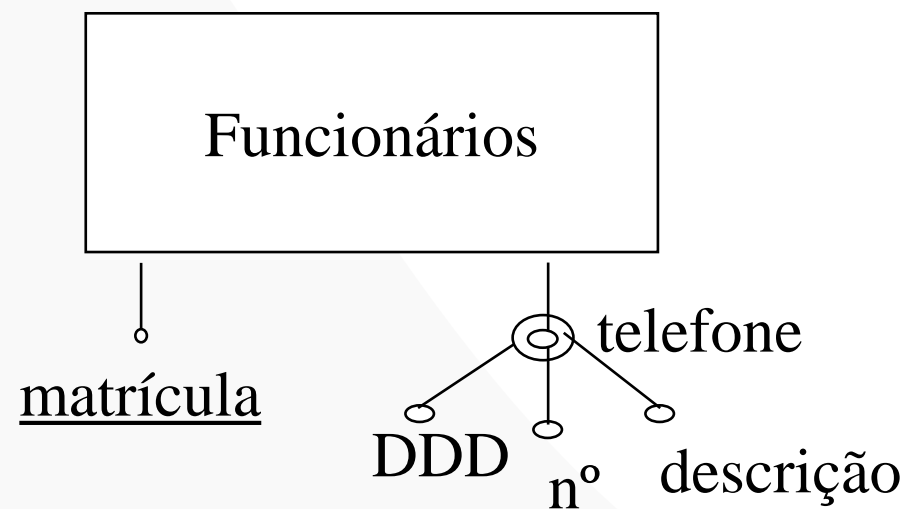 Funcionários
telefone
matrícula
DDD
nº
descrição